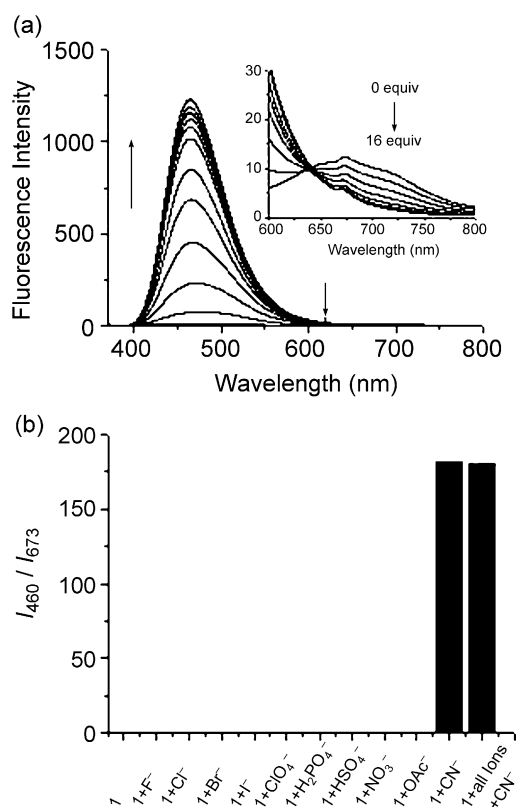 (a)
1500
1000
500
0
Fluorescence Intensity
400 500 600 700 800
Wavelength (nm)
30
20
10
0
0 equiv
16 equiv
600 650 700 750 800
Wavelength (nm)
(b)
200
150
100
50
0
I460 / I673
1
1+F–
1+Cl–
1+Br–
1+I–
1+ClO4–
1+H2PO4–
1+HSO4–
1+NO3–
1+OAc–
1+CN–
1+all Ions
+CN–